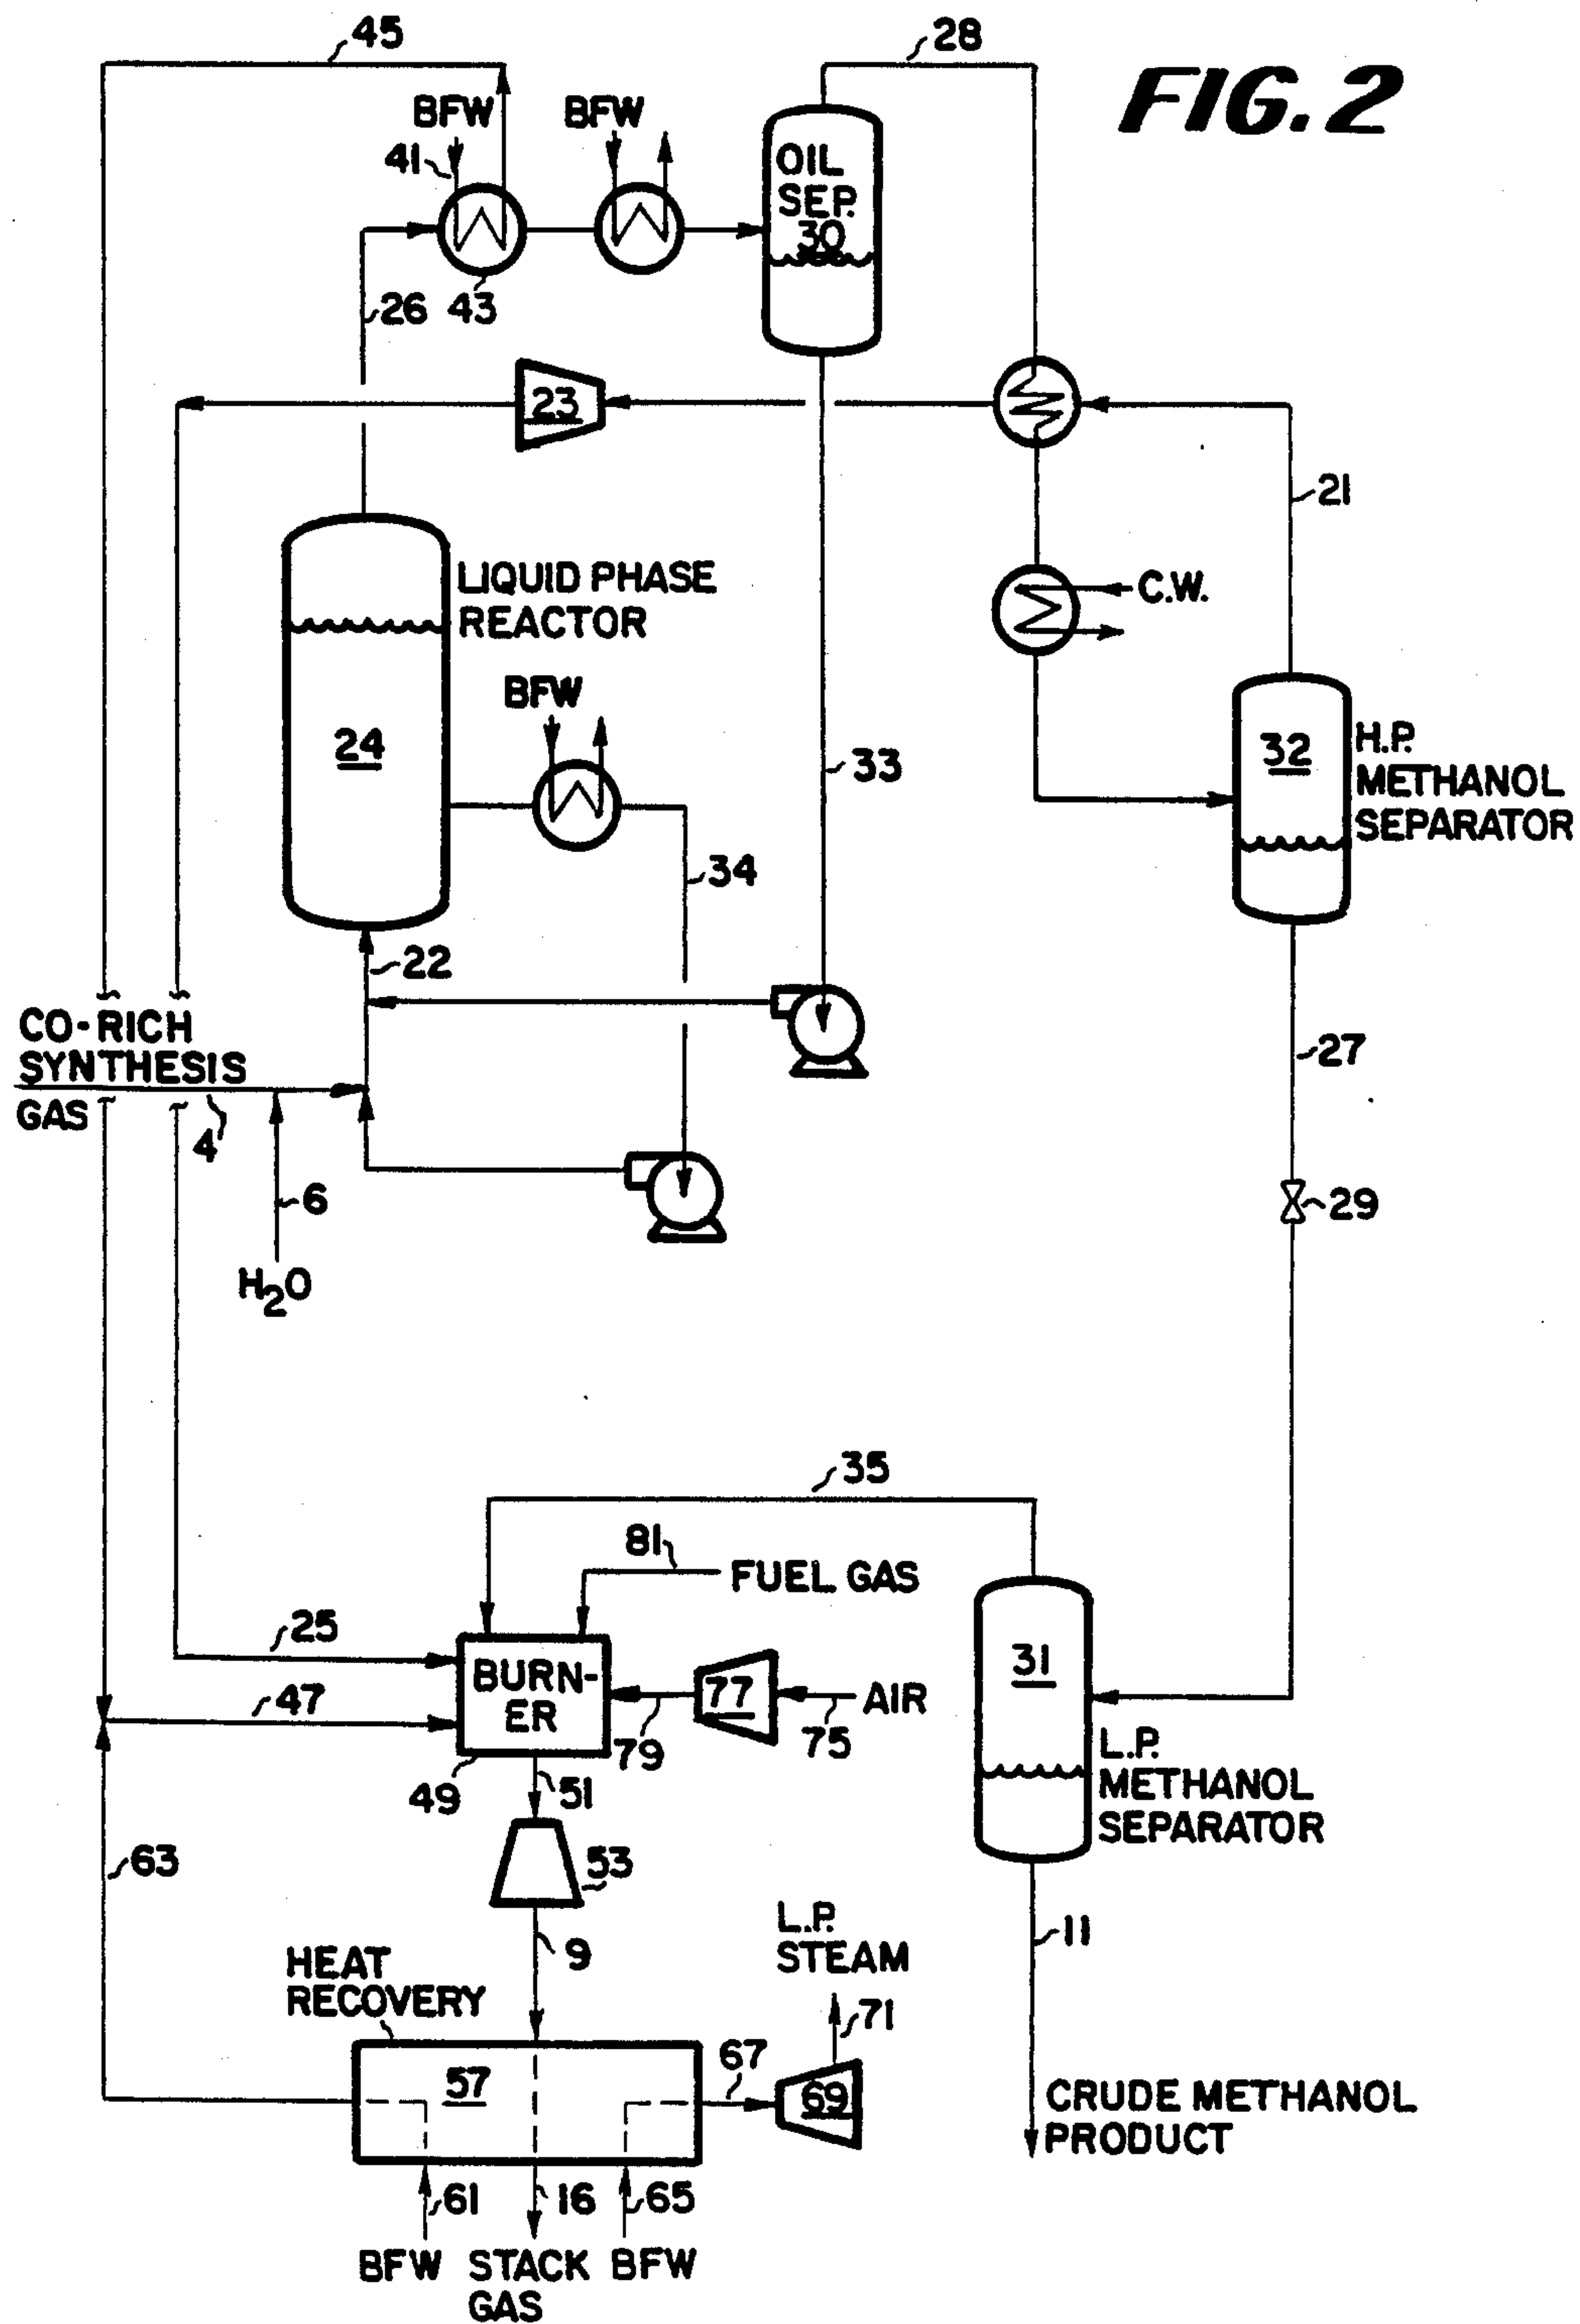 45
28
FIG. 2
BFW
BFW
41
OIL
SEP.
30
26
43
23
21
LIQUID PHASE
REACTOR
C.W.
BFW
24
32
H.P.
METHANOL
SEPARATOR
33
34
22
CO-RICH
SYNTHESIS
GAS
4
27
6
29
H2O
35
81
FUEL GAS
25
31
BURN-
ER
77
AIR
47
79
75
L.P.
METHANOL
SEPARATOR
49
51
63
53
L.P.
STEAM
11
9
HEAT
RECOVERY
71
67
57
69
CRUDE METHANOL
PRODUCT
61
16
65
BFW
STACK
GAS
BFW